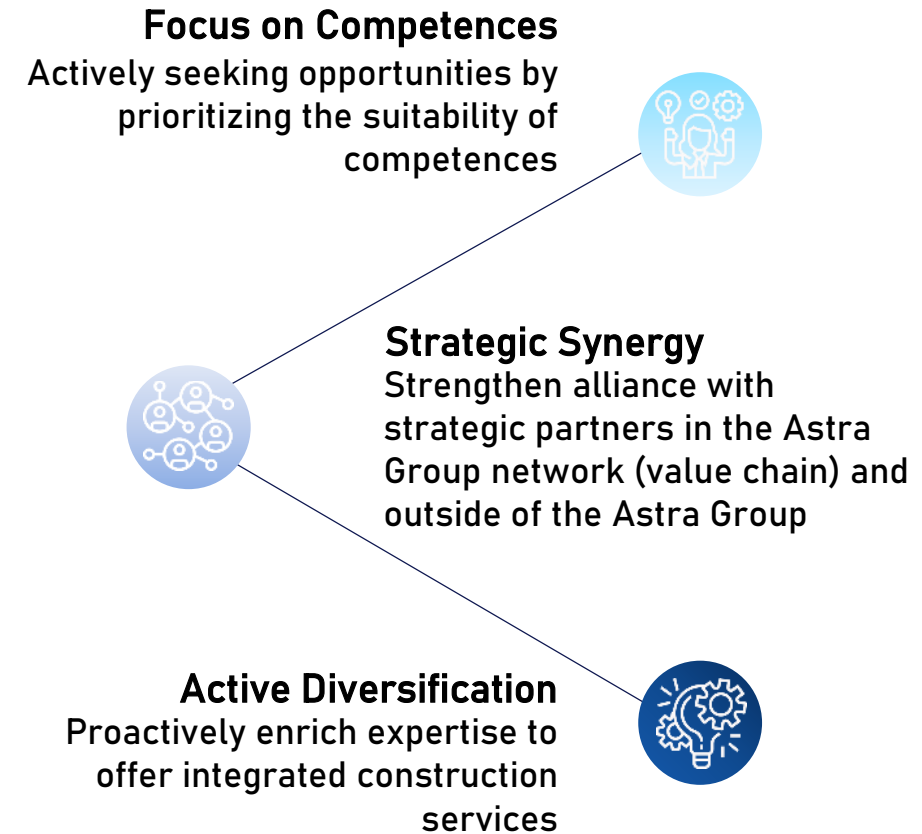 Focus on Competences
Actively seeking opportunities by
prioritizing the suitability of
competences
Strategic Synergy
Strengthen alliance with
strategic partners in the Astra
Group network (value chain) and
outside of the Astra Group
Active Diversification
Proactively enrich expertise to
offer integrated construction
services